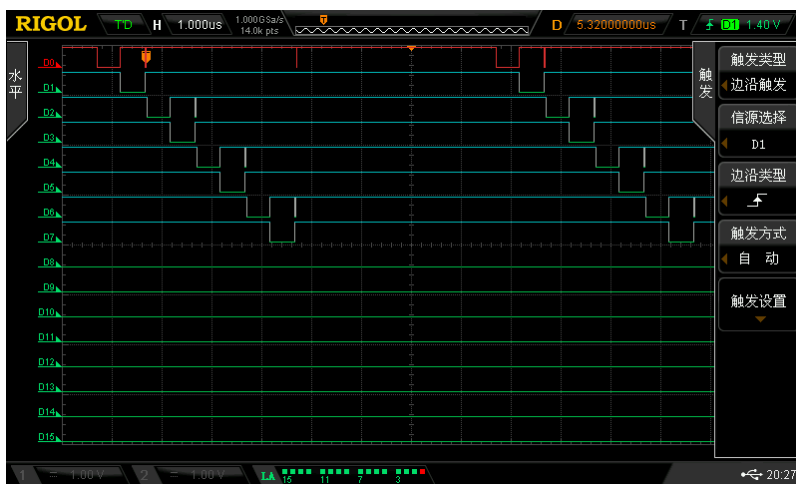 RIGOL T'D H 1.000us 1.000GSa/s 14.0k pts T D 5.32000000us T D1 1.40 V
水平
触发
触发类型
边沿触发
信源选择
D1
边沿类型
触发方式
自 动
触发设置
T
D0
D1
D2
D3
D4
D5
D6
D7
D8
D9
D10
D11
D12
D13
D14
D15
1 = 1.00 V 2 = 1.00 V LA 15 11 7 3 20:27